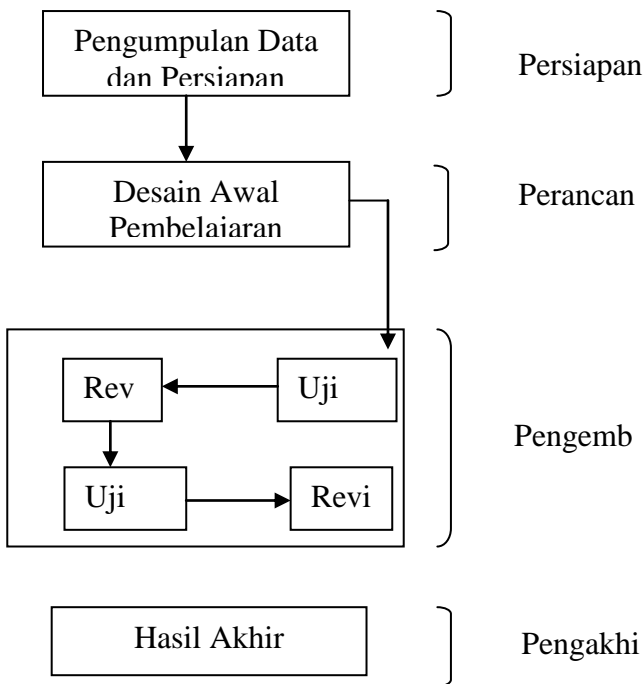 Pengumpulan Data
dan Persiapan
Persiapan
Desain Awal
Pembelajaran
Perancan
Rev
Uji
Pengemb
Uji
Revi
Hasil Akhir
Pengakhi